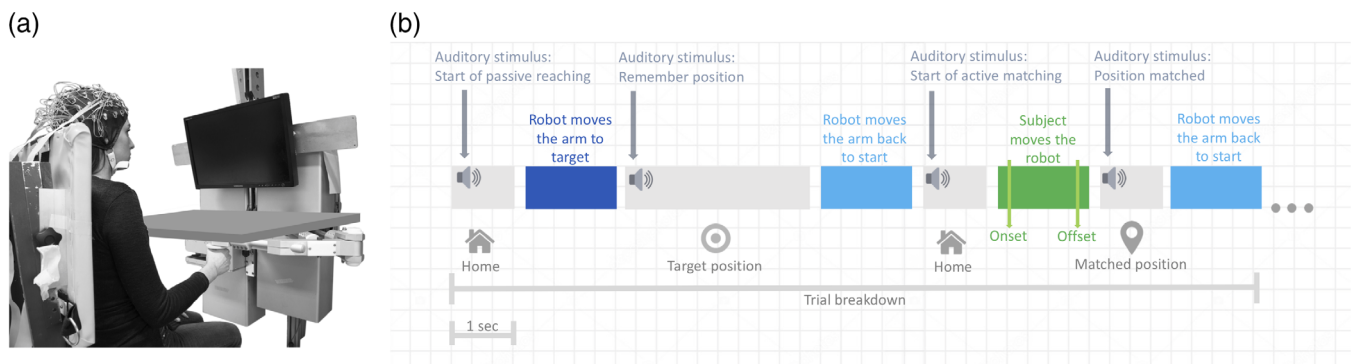 (a)
(b)
Auditory stimulus:
Start of passive reaching
Auditory stimulus:
Remember position
Auditory stimulus:
Start of active matching
Auditory stimulus:
Position matched
Robot moves
the arm to
target
Robot moves
the arm back
to start
Subject
moves the
robot
Robot moves
the arm back
to start
Onset
Offset
Home
Target position
Home
Matched position
Trial breakdown
1 sec